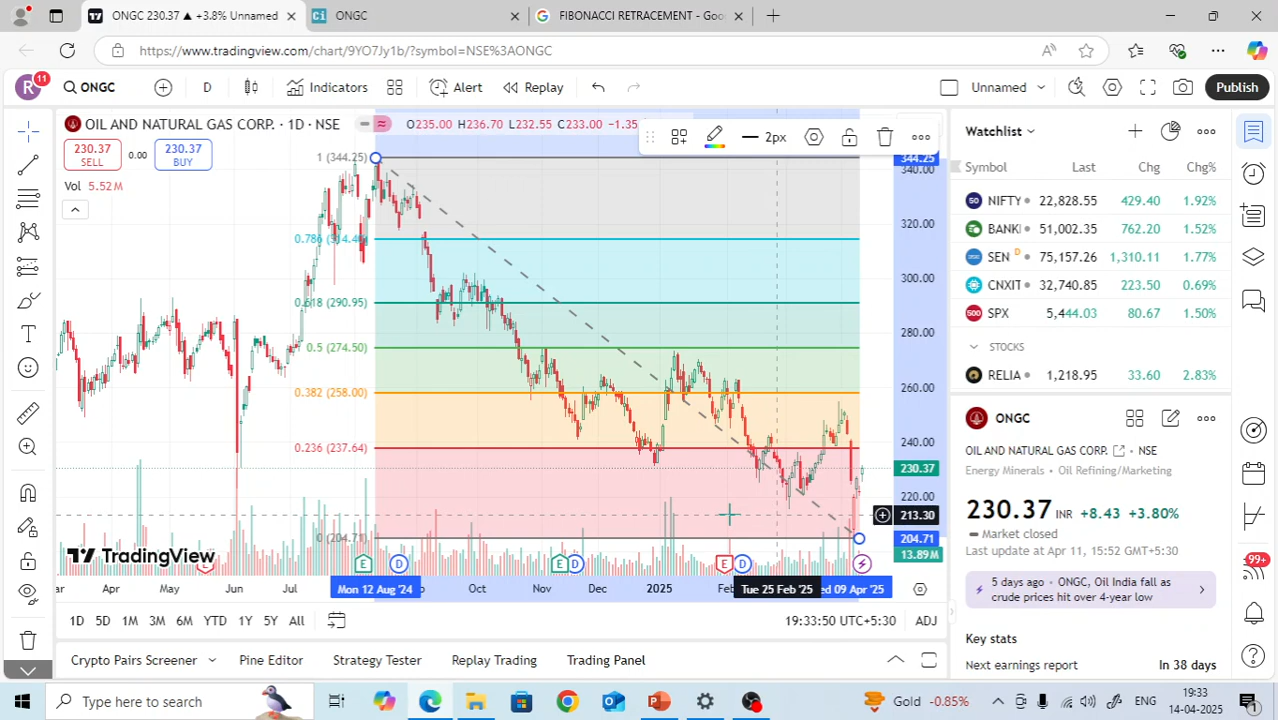 ONGC 230.37 ▲ +3.8% Unnamed
ONGC
FIBONACCI RETRACEMENT - Goo
https://www.tradingview.com/chart/9YO7Jy1b/?symbol=NSE%3AONGC
R 11
ONGC
D
Indicators
Alert
Replay
Unnamed
Publish
OIL AND NATURAL GAS CORP. · 1D · NSE
O235.00 H236.70 L232.55 C233.00 −1.35
2px
230.37
SELL
0.00
230.37
BUY
Vol 5.52 M
1 (344.25)
0.618 (290.95)
0.5 (274.50)
0.382 (258.00)
0.236 (237.64)
0 (204.71)
344.25
340.00
320.00
300.00
280.00
260.00
240.00
230.37
220.00
213.30
204.71
13.89 M
TradingView
E D E D E D
Mar Apr May Jun Jul Mon 12 Aug '24 Oct Nov Dec 2025 Feb Tue 25 Feb '25 Wed 09 Apr '25
1D 5D 1M 3M 6M YTD 1Y 5Y All
19:33:50 UTC+5:30
ADJ
Crypto Pairs Screener
Pine Editor
Strategy Tester
Replay Trading
Trading Panel
Watchlist
Symbol Last Chg Chg%
50 NIFTY 22,828.55 429.40 1.92%
BANK 51,002.35 762.20 1.52%
SEN D 75,157.26 1,310.11 1.77%
CNXIT 32,740.85 223.50 0.69%
500 SPX 5,444.03 80.67 1.50%
STOCKS
RELIA 1,218.95 33.60 2.83%
ONGC
OIL AND NATURAL GAS CORP. · NSE
Energy Minerals • Oil Refining/Marketing
230.37 INR +8.43 +3.80%
Market closed
Last update at Apr 11, 15:52 GMT+5:30
5 days ago · ONGC, Oil India fall as
crude prices hit over 4-year low
Key stats
Next earnings report In 38 days
99+
Type here to search
Gold -0.85%
ENG
19:33
14-04-2025
1